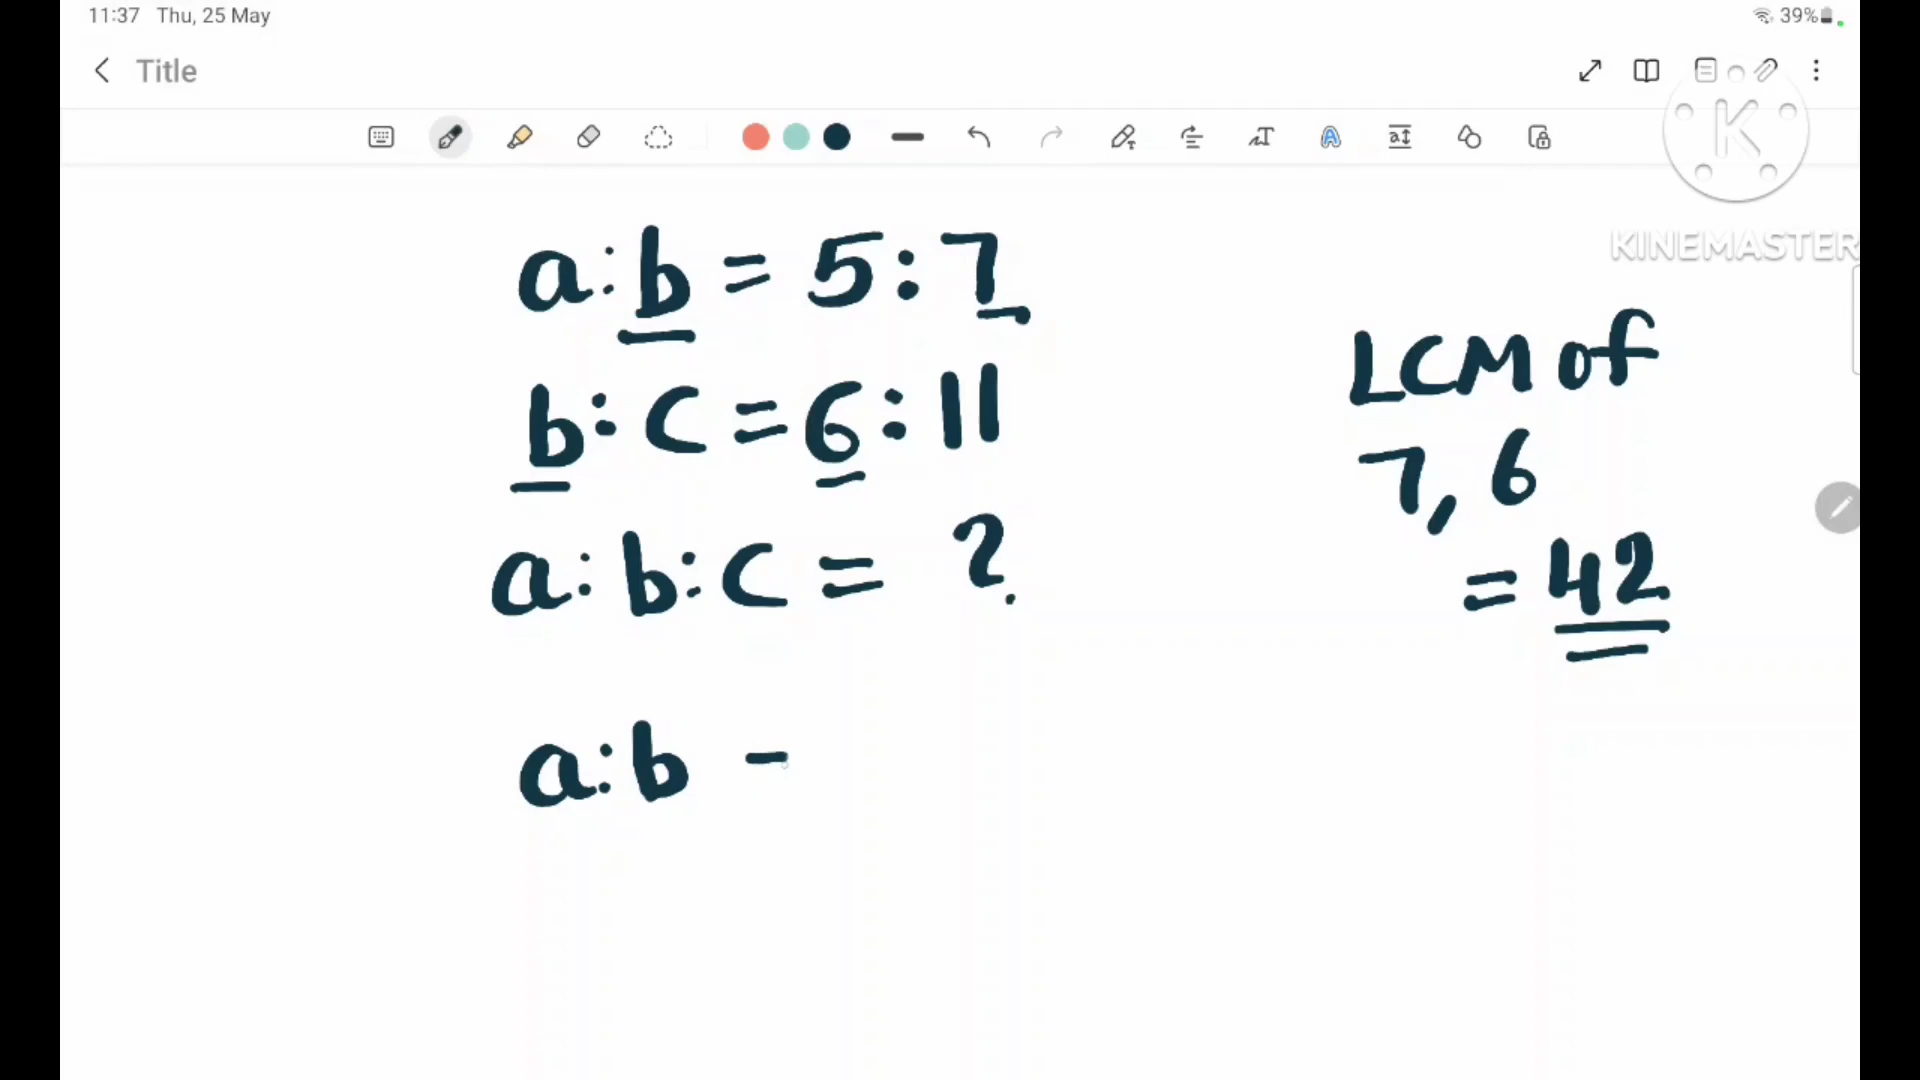 11:37 Thu, 25 May
39%
Title
K
KINEMASTER
a:b = 5:7
b:c = 6:11
a:b:c = ?
a:b -
LCM of
7, 6
= 42